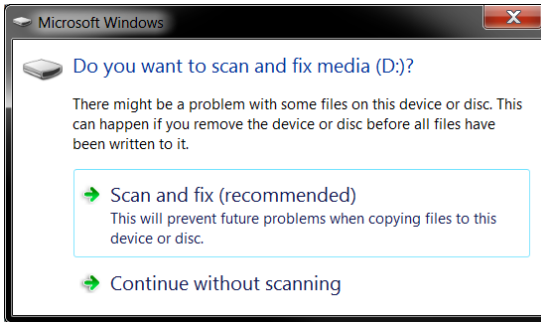 Microsoft Windows
Do you want to scan and fix media (D:)?
There might be a problem with some files on this device or disc. This
can happen if you remove the device or disc before all files have
been written to it.
Scan and fix (recommended)
This will prevent future problems when copying files to this
device or disc.
Continue without scanning